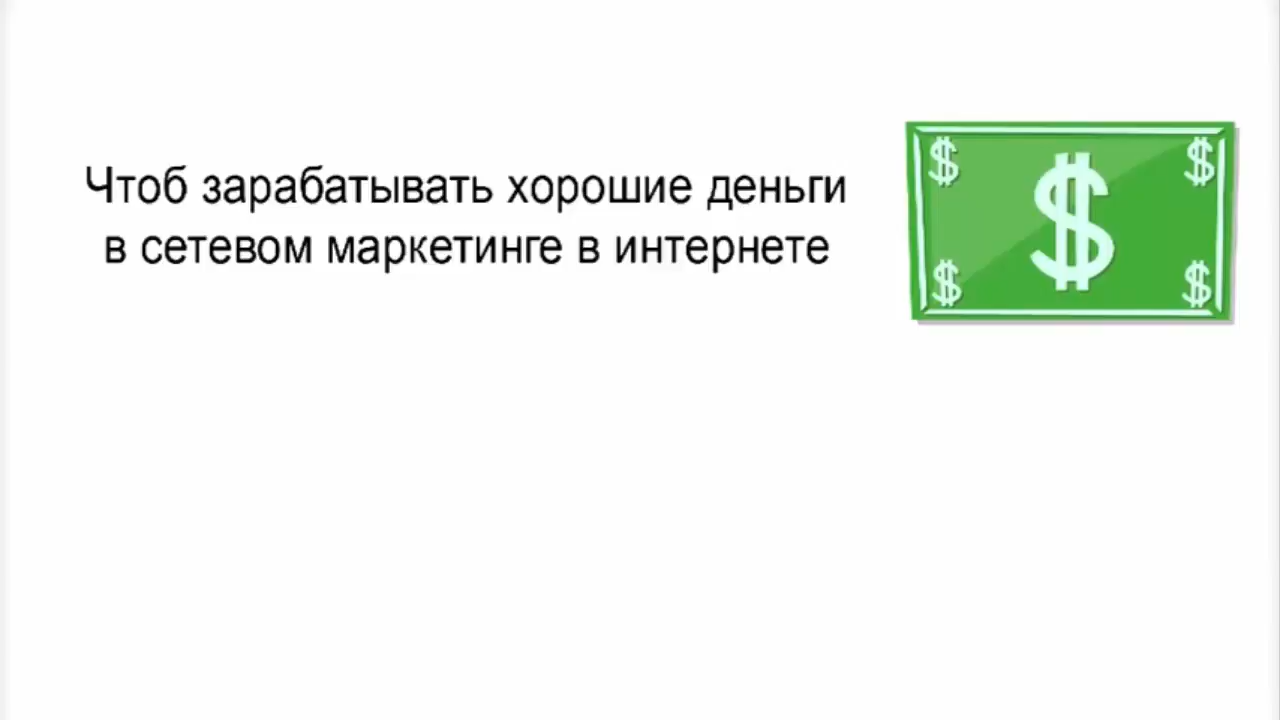 Чтоб зарабатывать хорошие деньги
в сетевом маркетинге в интернете
$ $
$
$ $